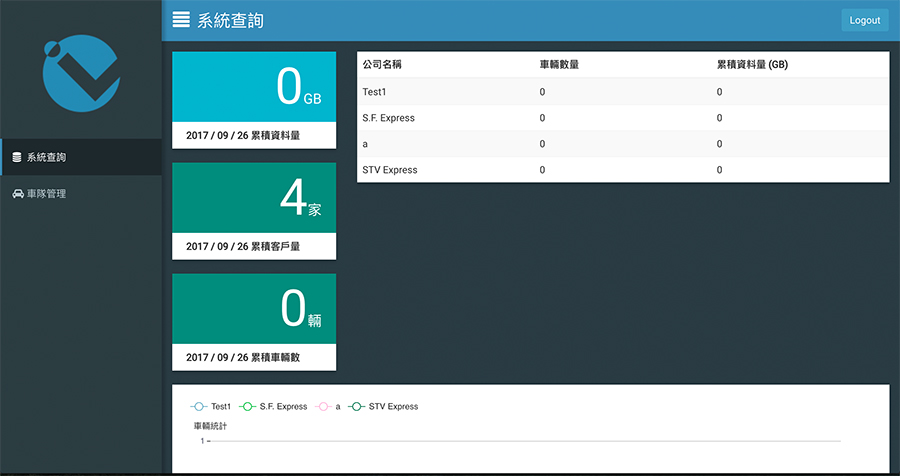 系統查詢
Logout
系統查詢
車隊管理
0 GB
2017 / 09 / 26 累積資料量
4 家
2017 / 09 / 26 累積客戶量
0 輛
2017 / 09 / 26 累積車輛數
公司名稱 車輛數量 累積資料量 (GB)
Test1 0 0
S.F. Express 0 0
a 0 0
STV Express 0 0
Test1 S.F. Express a STV Express
車輛統計
1